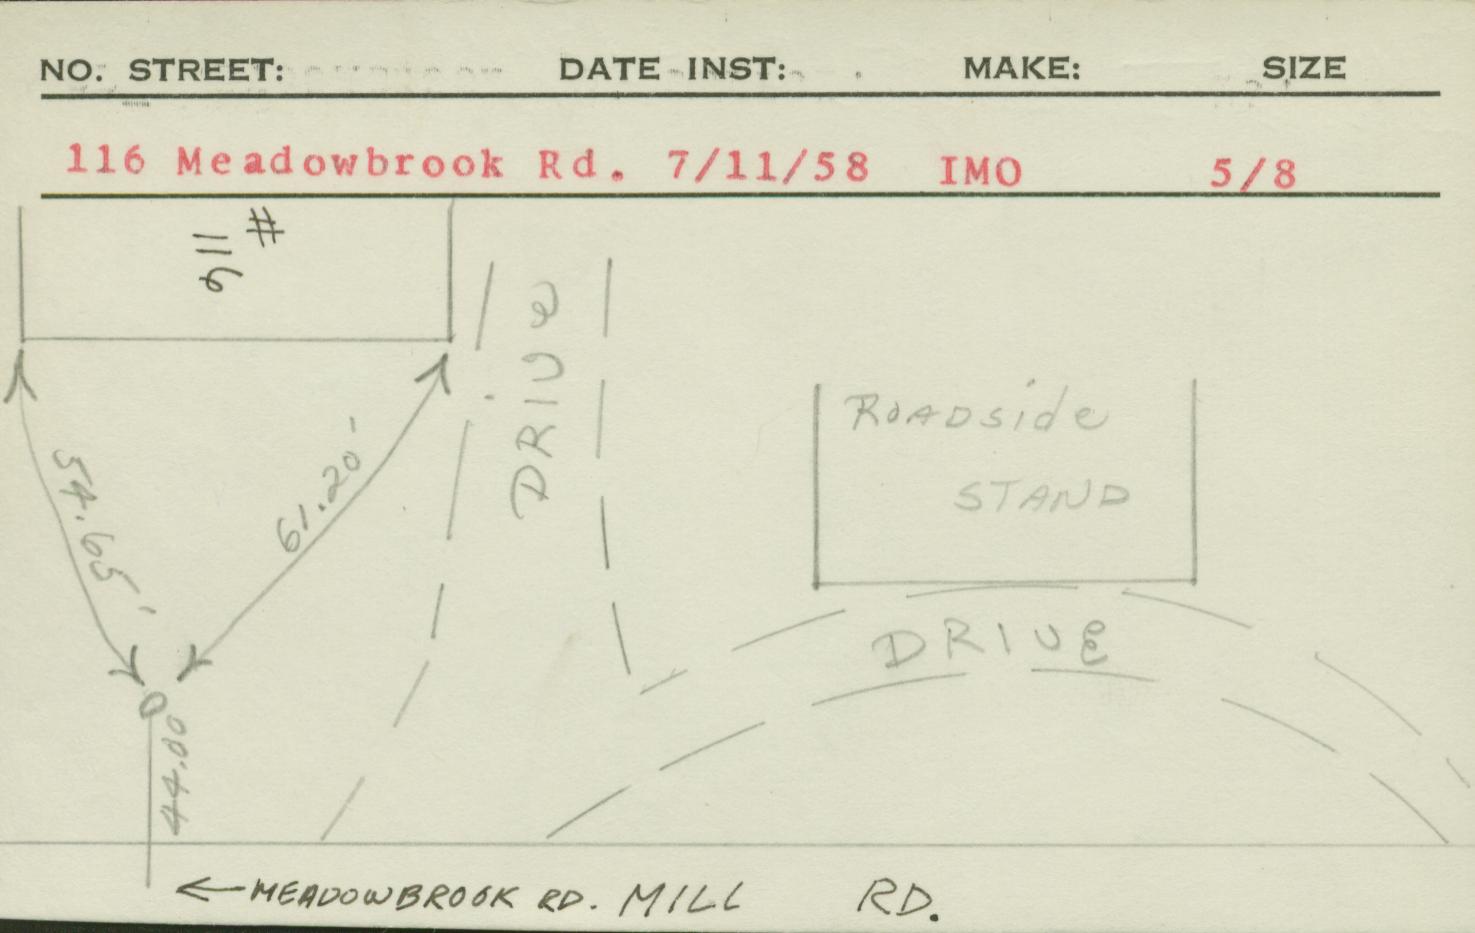 NO. STREET: DATE INST: MAKE: SIZE
116 Meadowbrook Rd. 7/11/58 IMO 5/8
#
116
DRIVE
Roadside
STAND
54.65'
61.20'
DRIVE
44.00
←MEADOWBROOK RD. MILL RD.